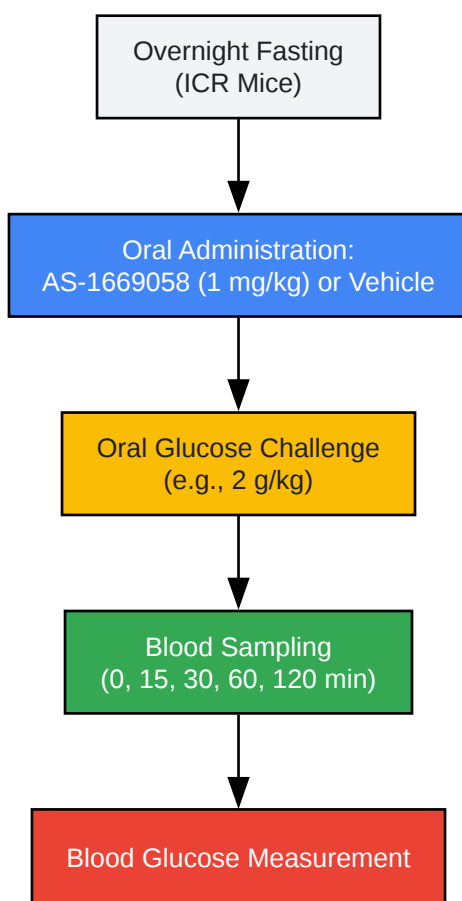 Overnight Fasting
(ICR Mice)
Oral Administration:
AS-1669058 (1 mg/kg) or Vehicle
Oral Glucose Challenge
(e.g., 2 g/kg)
Blood Sampling
(0, 15, 30, 60, 120 min)
Blood Glucose Measurement